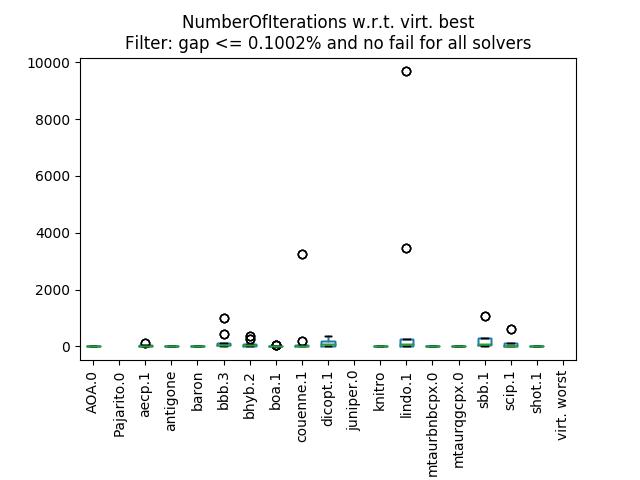 NumberOfIterations w.r.t. virt. best
Filter: gap <= 0.1002% and no fail for all solvers
10000
8000
6000
4000
2000
0
AOA.0
Pajarito.0
aecp.1
antigone
baron
bbb.3
bhyb.2
boa.1
couenne.1
dicopt.1
juniper.0
knitro
lindo.1
mtaurbnbcpx.0
mtaurqgcpx.0
sbb.1
scip.1
shot.1
virt. worst